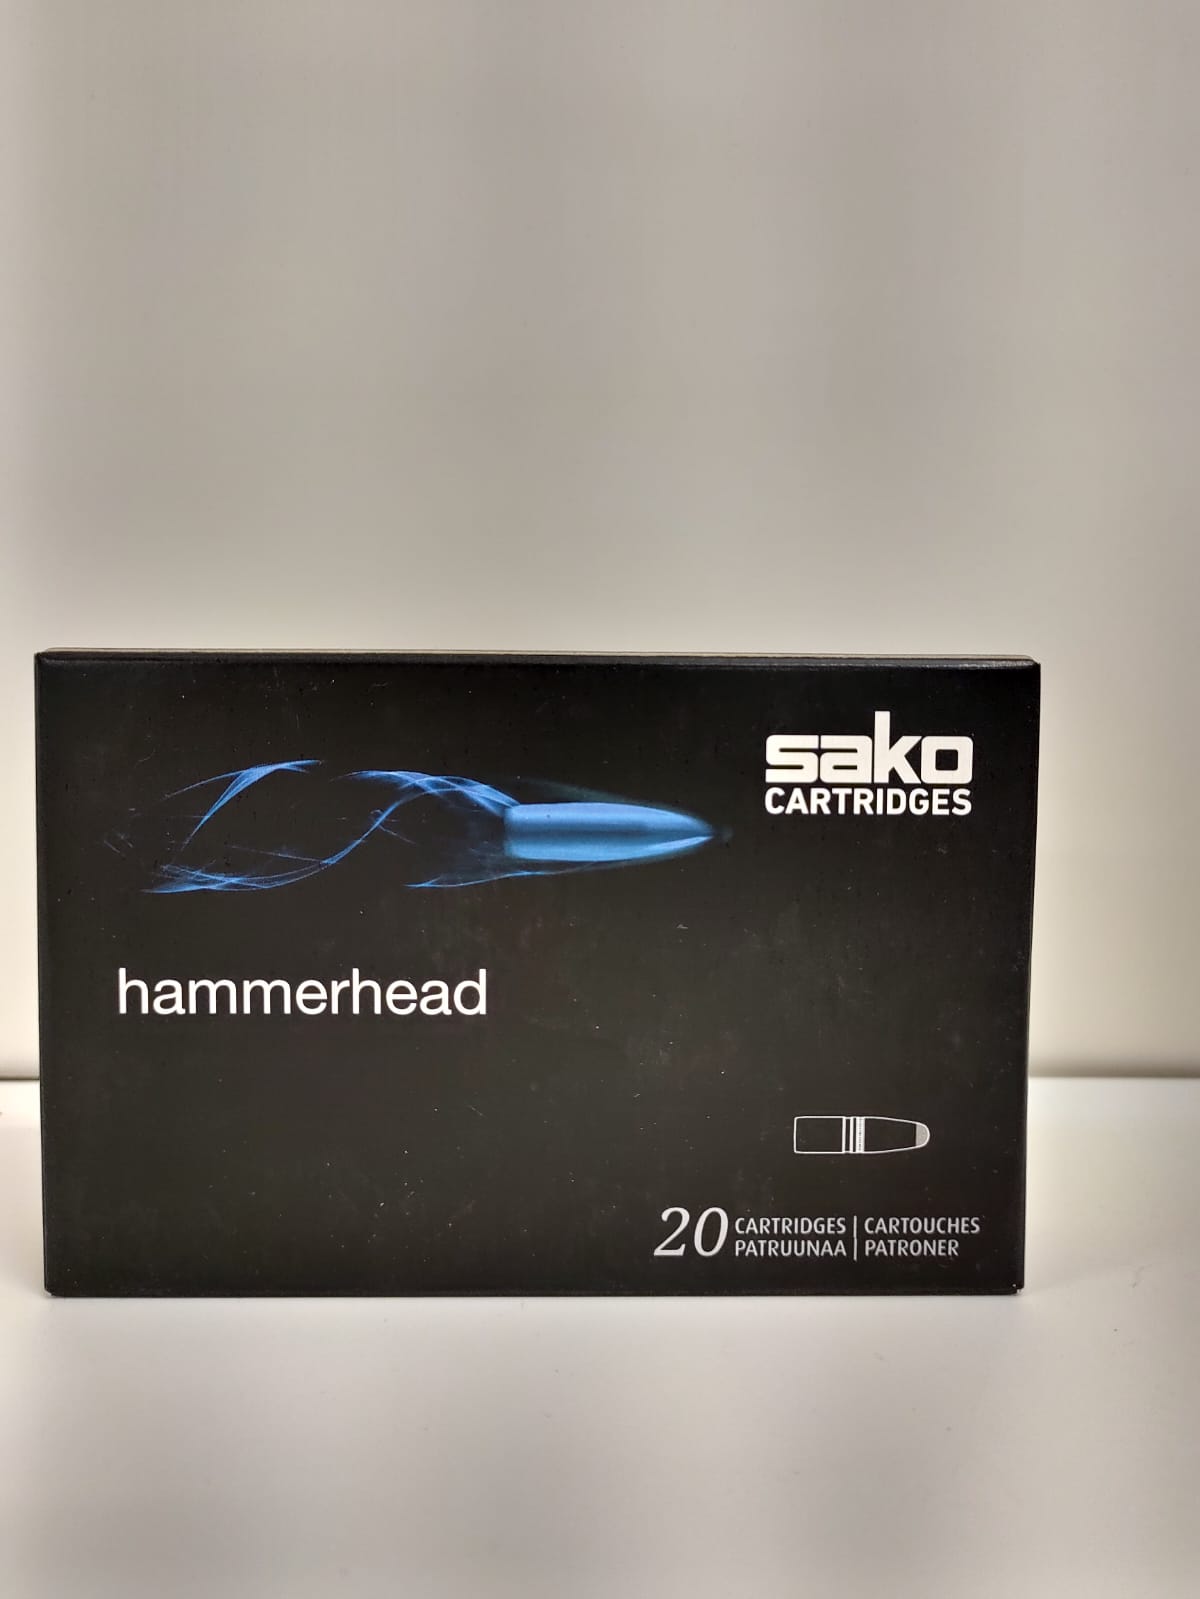 sako
CARTRIDGES
hammerhead
20 CARTRIDGES | CARTOUCHES
PATRUUNAA | PATRONER